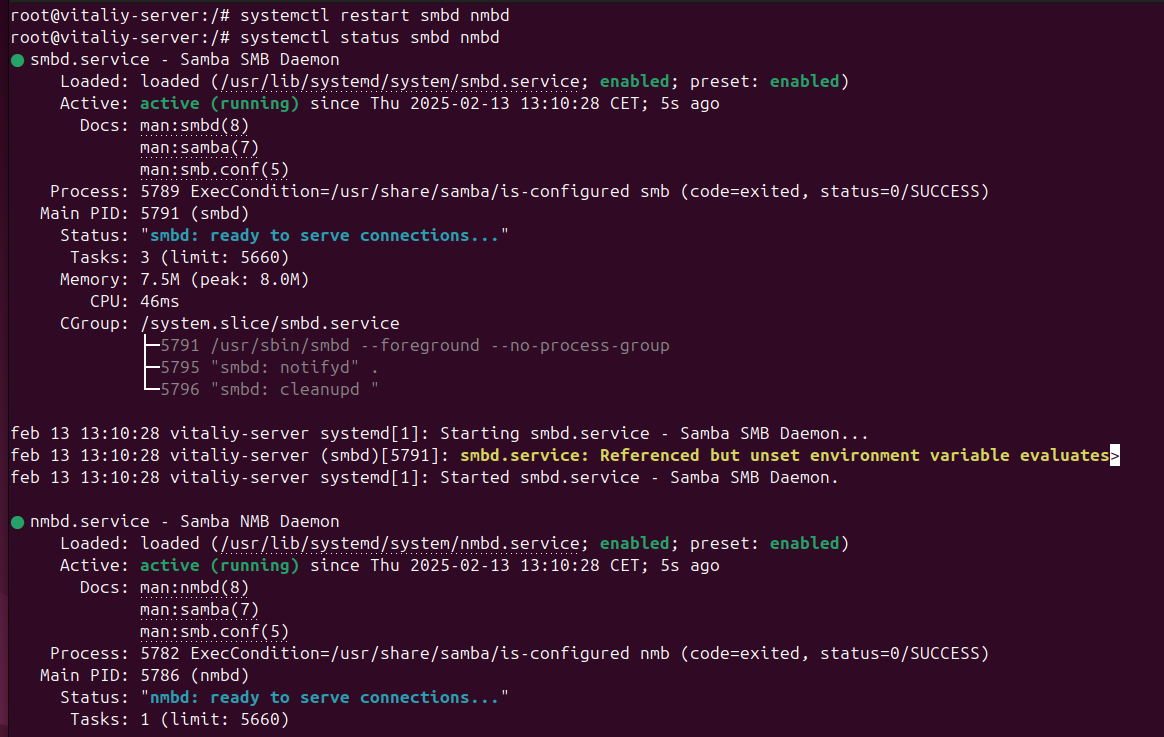 root@vitaliy-server:/# systemctl restart smbd nmbd
root@vitaliy-server:/# systemctl status smbd nmbd
● smbd.service - Samba SMB Daemon
     Loaded: loaded (/usr/lib/systemd/system/smbd.service; enabled; preset: enabled)
     Active: active (running) since Thu 2025-02-13 13:10:28 CET; 5s ago
       Docs: man:smbd(8)
             man:samba(7)
             man:smb.conf(5)
    Process: 5789 ExecCondition=/usr/share/samba/is-configured smb (code=exited, status=0/SUCCESS)
   Main PID: 5791 (smbd)
     Status: "smbd: ready to serve connections..."
      Tasks: 3 (limit: 5660)
     Memory: 7.5M (peak: 8.0M)
        CPU: 46ms
     CGroup: /system.slice/smbd.service
             ├─5791 /usr/sbin/smbd --foreground --no-process-group
             ├─5795 "smbd: notifyd" .
             └─5796 "smbd: cleanupd "
feb 13 13:10:28 vitaliy-server systemd[1]: Starting smbd.service - Samba SMB Daemon...
feb 13 13:10:28 vitaliy-server (smbd)[5791]: smbd.service: Referenced but unset environment variable evaluates>
feb 13 13:10:28 vitaliy-server systemd[1]: Started smbd.service - Samba SMB Daemon.
● nmbd.service - Samba NMB Daemon
     Loaded: loaded (/usr/lib/systemd/system/nmbd.service; enabled; preset: enabled)
     Active: active (running) since Thu 2025-02-13 13:10:28 CET; 5s ago
       Docs: man:nmbd(8)
             man:samba(7)
             man:smb.conf(5)
    Process: 5782 ExecCondition=/usr/share/samba/is-configured nmb (code=exited, status=0/SUCCESS)
   Main PID: 5786 (nmbd)
     Status: "nmbd: ready to serve connections..."
      Tasks: 1 (limit: 5660)